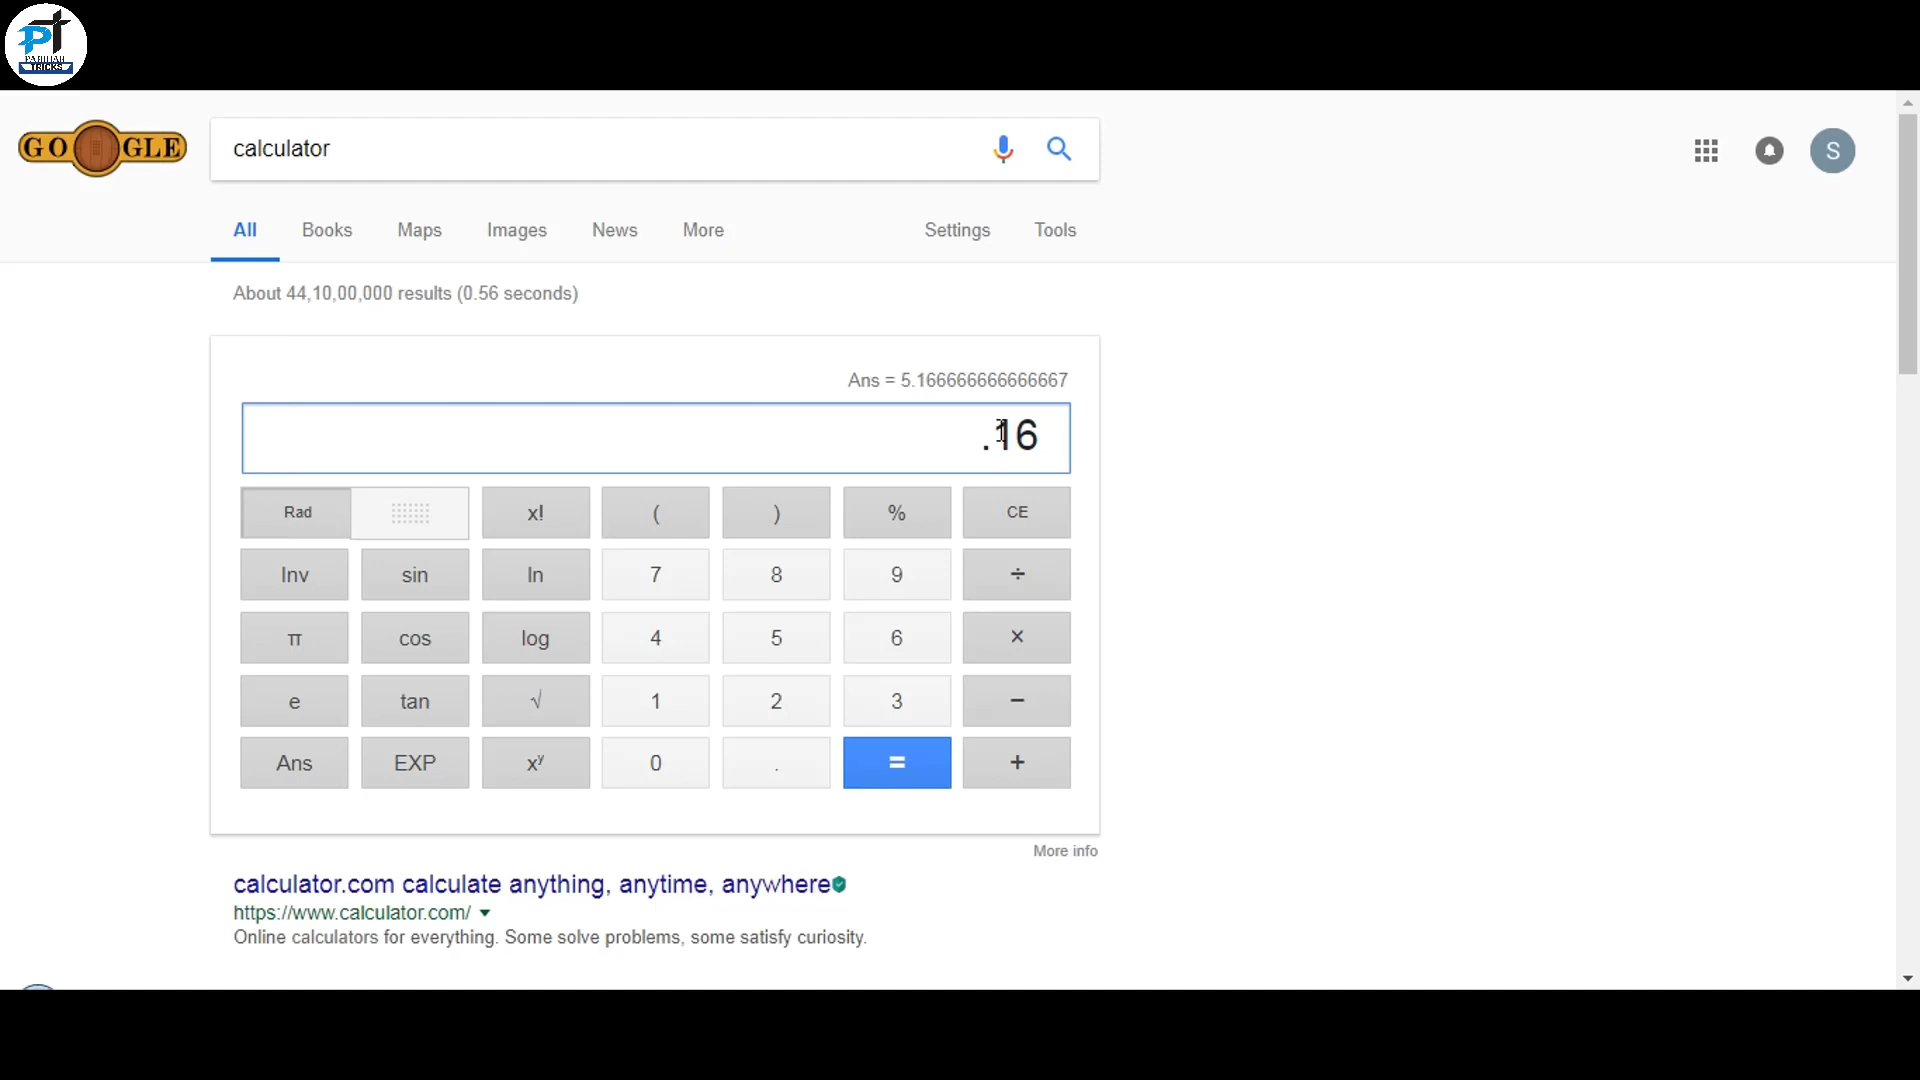 PT
TRICKS
GOOGLE
calculator
S
All Books Maps Images News More Settings Tools
About 44,10,00,000 results (0.56 seconds)
Ans = 5.166666666666667
.16
Rad x! ( ) % CE
Inv sin ln 7 8 9 ÷
π cos log 4 5 6 ×
e tan √ 1 2 3 −
Ans EXP xʸ 0 . = +
More info
calculator.com calculate anything, anytime, anywhere
https://www.calculator.com/
Online calculators for everything. Some solve problems, some satisfy curiosity.